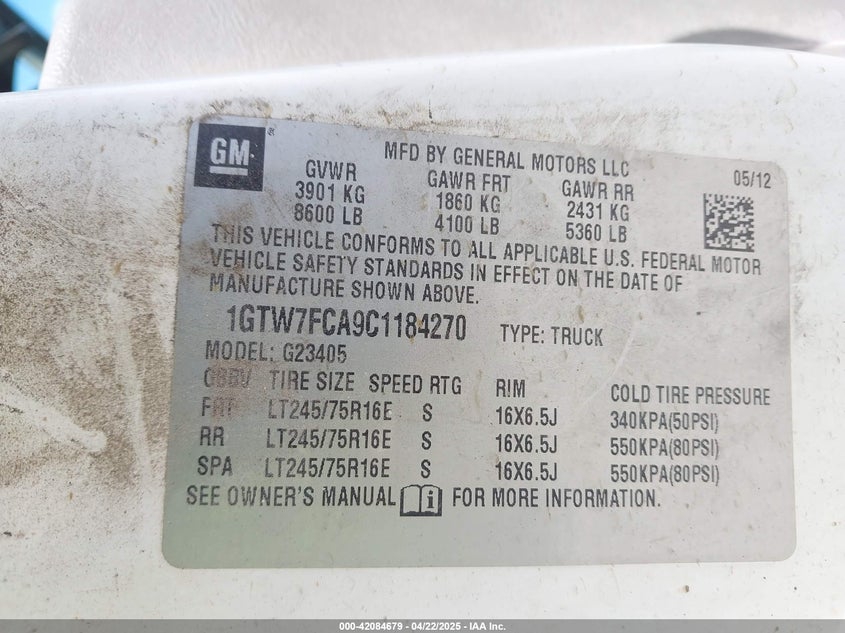 GM ®
MFD BY GENERAL MOTORS LLC
05/12
GVWR GAWR FRT GAWR RR
3901 KG 1860 KG 2431 KG
8600 LB 4100 LB 5360 LB
THIS VEHICLE CONFORMS TO ALL APPLICABLE U.S. FEDERAL MOTOR
VEHICLE SAFETY STANDARDS IN EFFECT ON THE DATE OF
MANUFACTURE SHOWN ABOVE.
1GTW7FCA9C1184270 TYPE: TRUCK
MODEL: G23405
TIRE SIZE SPEED RTG RIM COLD TIRE PRESSURE
FRT LT245/75R16E S 16X6.5J 340KPA(50PSI)
RR LT245/75R16E S 16X6.5J 550KPA(80PSI)
SPA LT245/75R16E S 16X6.5J 550KPA(80PSI)
SEE OWNER'S MANUAL i FOR MORE INFORMATION.
000-42084679 - 04/22/2025 - IAA Inc.